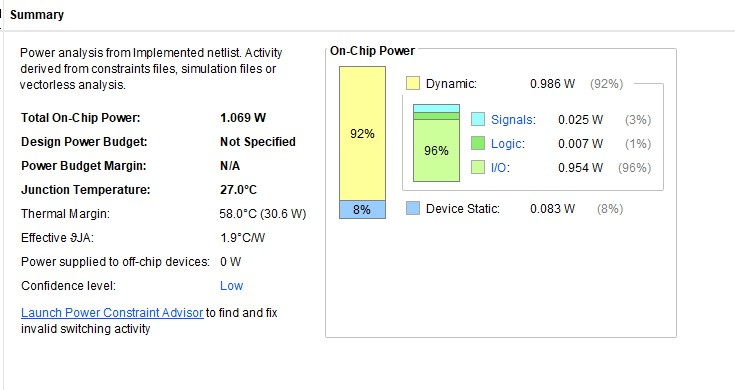 Summary
Power analysis from Implemented netlist. Activity
derived from constraints files, simulation files or
vectorless analysis.
Total On-Chip Power: 1.069 W
Design Power Budget: Not Specified
Power Budget Margin: N/A
Junction Temperature: 27.0°C
Thermal Margin: 58.0°C (30.6 W)
Effective ϑJA: 1.9°C/W
Power supplied to off-chip devices: 0 W
Confidence level: Low
Launch Power Constraint Advisor to find and fix
invalid switching activity
On-Chip Power
92%
8%
Dynamic: 0.986 W (92%)
96%
Signals: 0.025 W (3%)
Logic: 0.007 W (1%)
I/O: 0.954 W (96%)
Device Static: 0.083 W (8%)